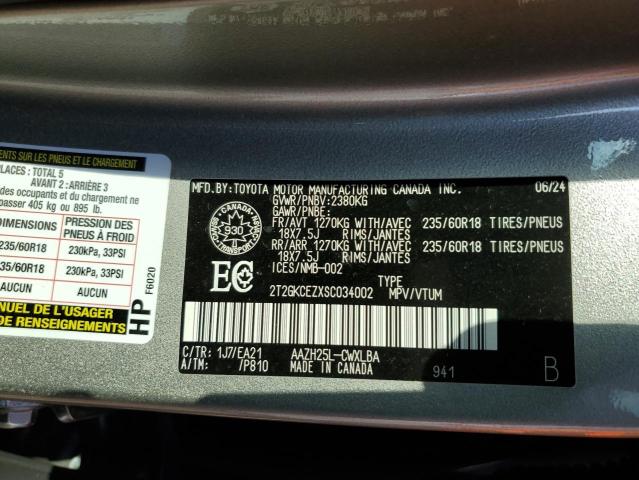 ENTS SUR LES PNEUS ET LE CHARGEMENT
PLACES : TOTAL 5
AVANT 2 : ARRIÈRE 3
des occupants et du chargement ne
passer 405 kg ou 895 lb.
DIMENSIONS
PRESSION DES PNEUS À FROID
235/60R18
230kPa, 33PSI
235/60R18
230kPa, 33PSI
AUCUN
AUCUN
NUEL DE L'USAGER
DE RENSEIGNEMENTS
HP
F6020
MFD.BY:TOYOTA MOTOR MANUFACTURING CANADA INC. 06/24
GVWR/PNBV:2380KG
GAWR/PNBE:
FR/AVT 1270KG WITH/AVEC 235/60R18 TIRES/PNEUS
18X7.5J RIMS/JANTES
RR/ARR 1270KG WITH/AVEC 235/60R18 TIRES/PNEUS
18X7.5J RIMS/JANTES
ICES/NMB-002
TYPE
2T2GKCEZXSC034002 MPV/VTUM
CANADA
930
TRANSPORT
EC
C/TR: 1J7/EA21 AAZH25L-CWXLBA
A/TM: /P810 MADE IN CANADA
941
B